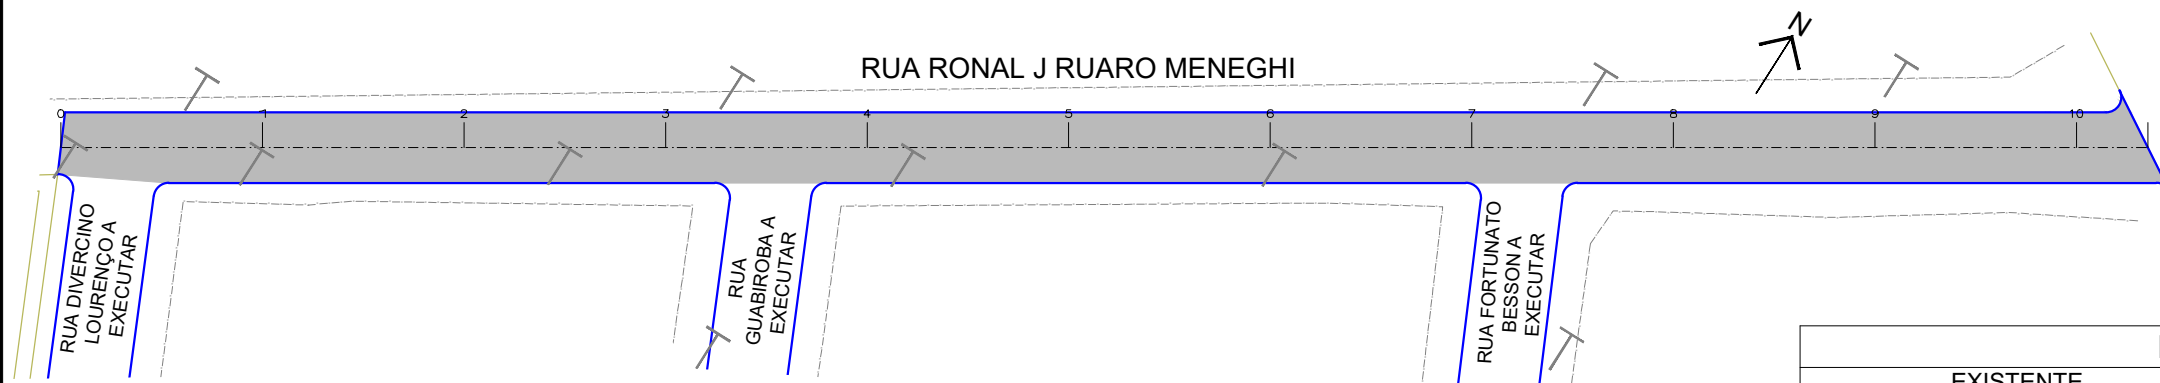 N
RUA RONAL J RUARO MENEGHI
0 1 2 3 4 5 6 7 8 9 10
RUA DIVERCINO
LOURENÇO A
EXECUTAR
RUA
GUABIROBA A
EXECUTAR
RUA FORTUNATO
BESSON A
EXECUTAR
EXISTENTE